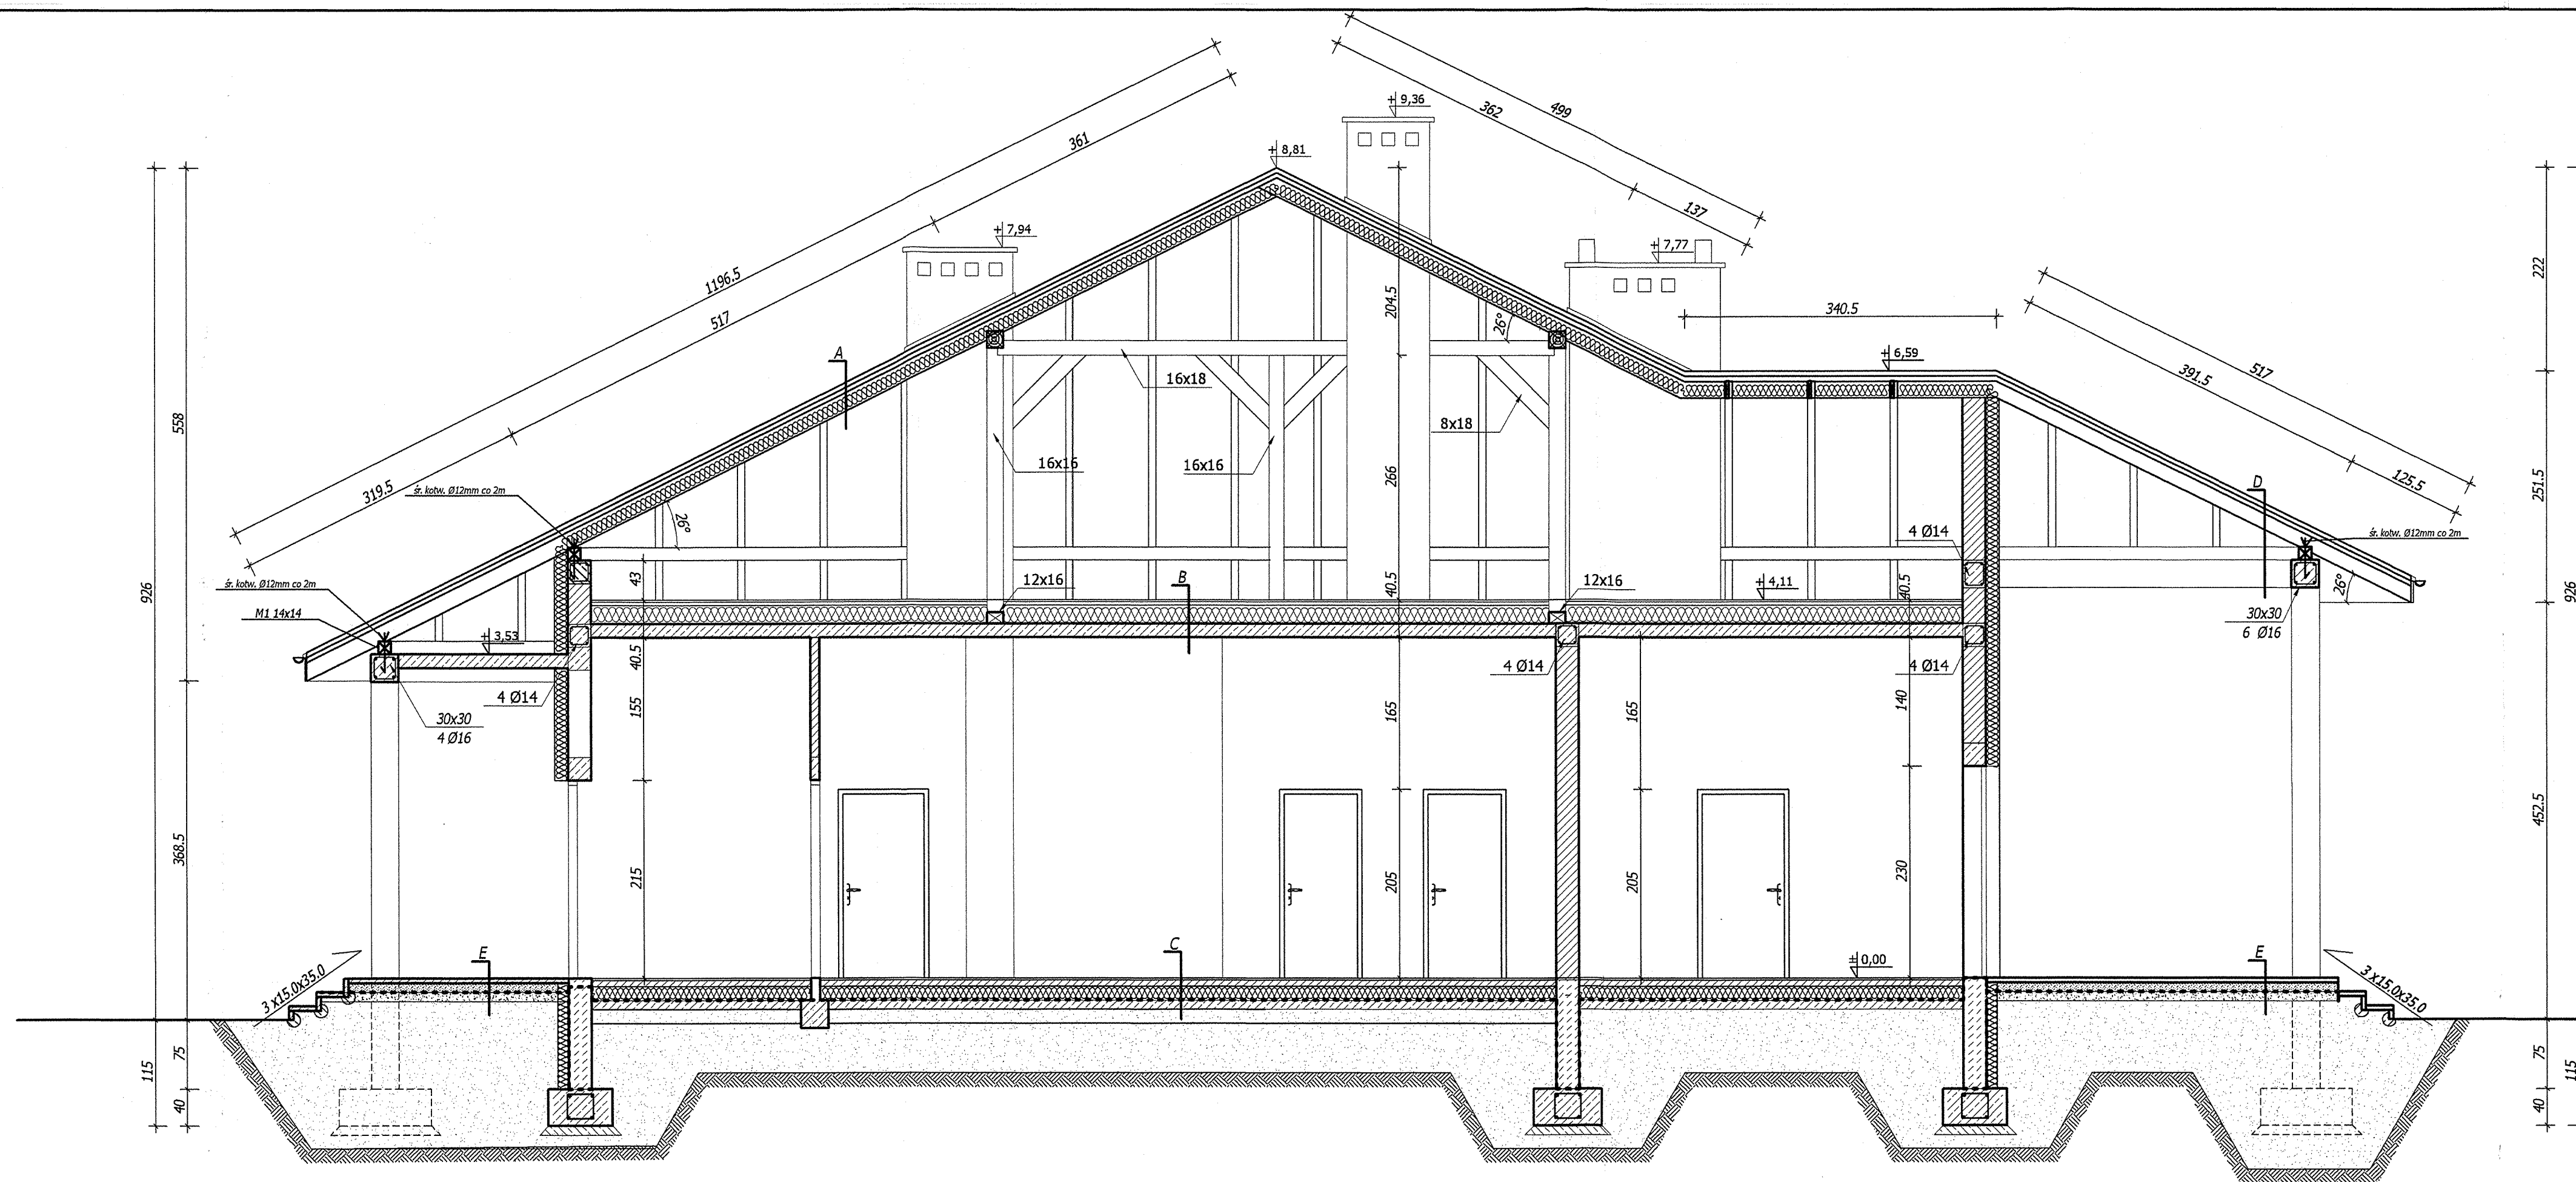 499
362
+ 9,36
361
+ 8,81
137
+ 7,94
+ 7,77
222
1196.5
204.5
340.5
517
26°
A
+ 6,59
517
391.5
16x18
558
8x18
266
16x16
16x16
251.5
125.5
319.5
śr. kotw. Ø12mm co 2m
26°
D
4 Ø14
śr. kotw. Ø12mm co 2m
śr. kotw. Ø12mm co 2m
43
12x16
B
40.5
12x16
+ 4,11
40.5
26°
926
926
M1 14x14
30x30
6 Ø16
+ 3,53
40.5
4 Ø14
4 Ø14
4 Ø14
30x30
4 Ø16
155
165
165
140
368.5
452.5
215
205
205
230
E
C
± 0,00
E
3 x15.0x35.0
3 x15.0x35.0
115
75
75
115
40
40